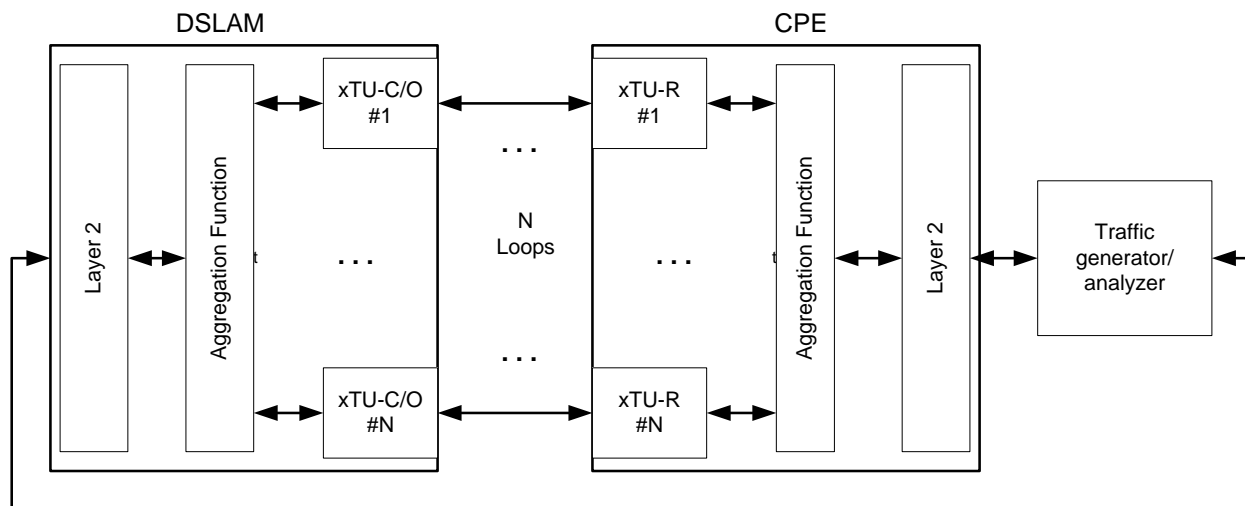 DSLAM
CPE
xTU-C/O
#1
xTU-R
#1
. . .
. . .
Layer 2
Aggregation Function
t
. . .
N
Loops
. . .
t
Aggregation Function
Layer 2
Traffic
generator/
analyzer
. . .
xTU-C/O
#N
xTU-R
#N